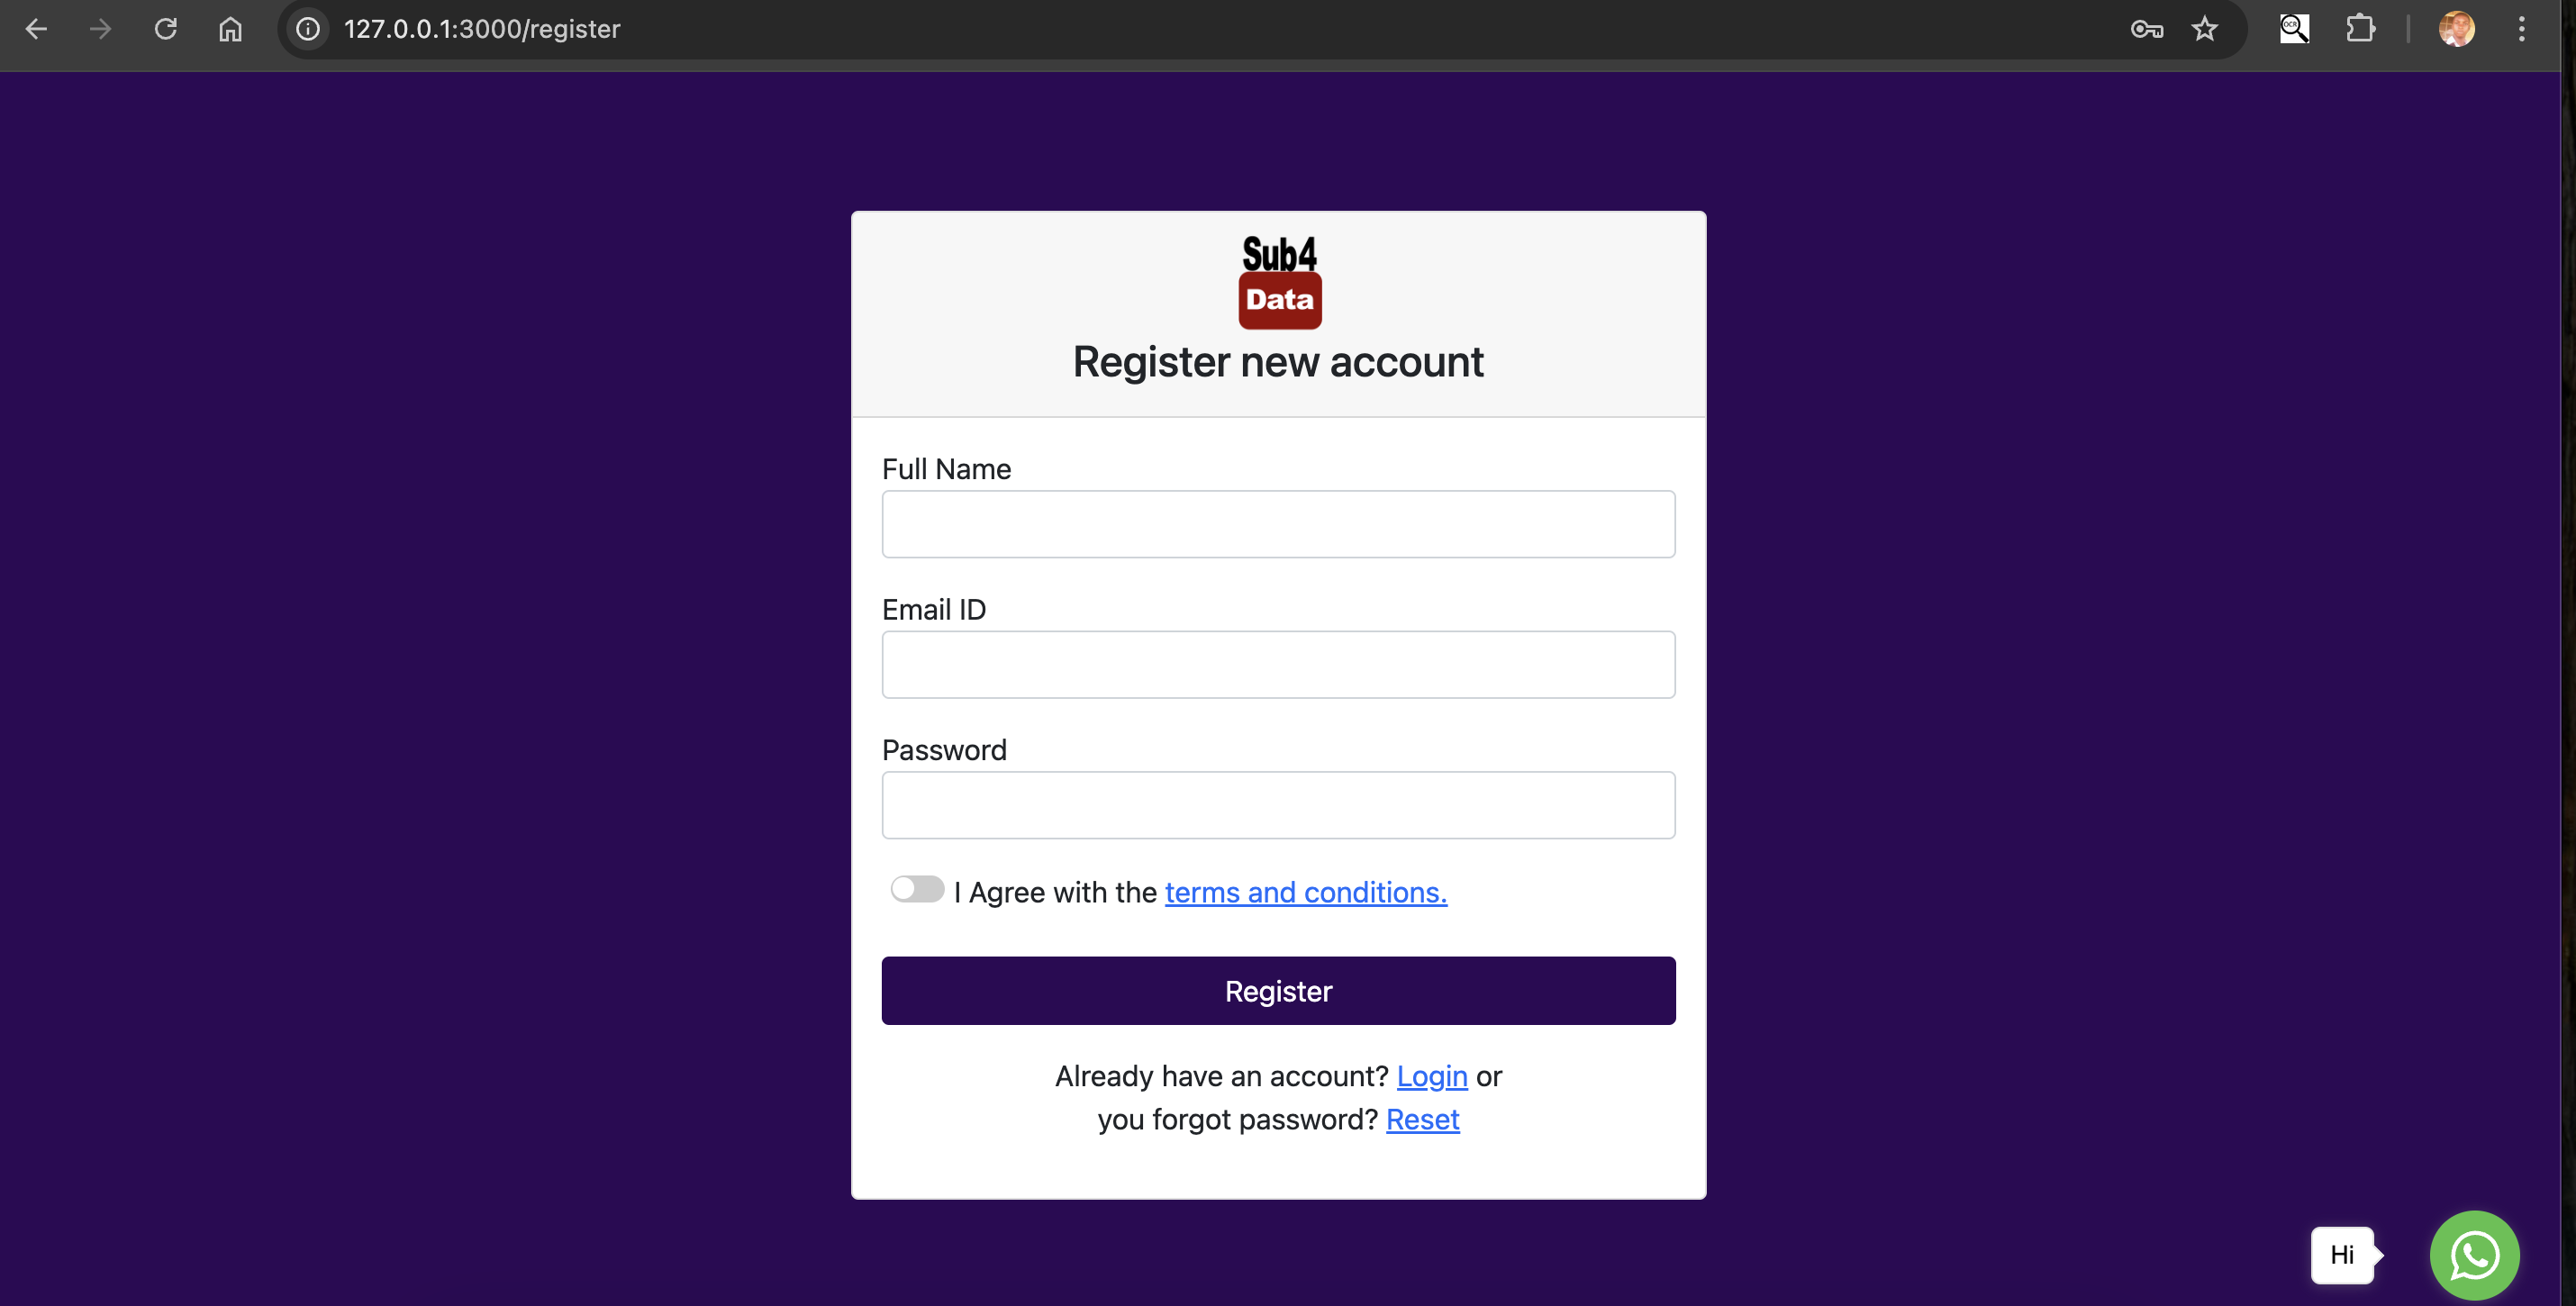 127.0.0.1:3000/register
OCR
Sub4
Data
Register new account
Full Name
Email ID
Password
I Agree with the terms and conditions.
Register
Already have an account? Login or
you forgot password? Reset
Hi